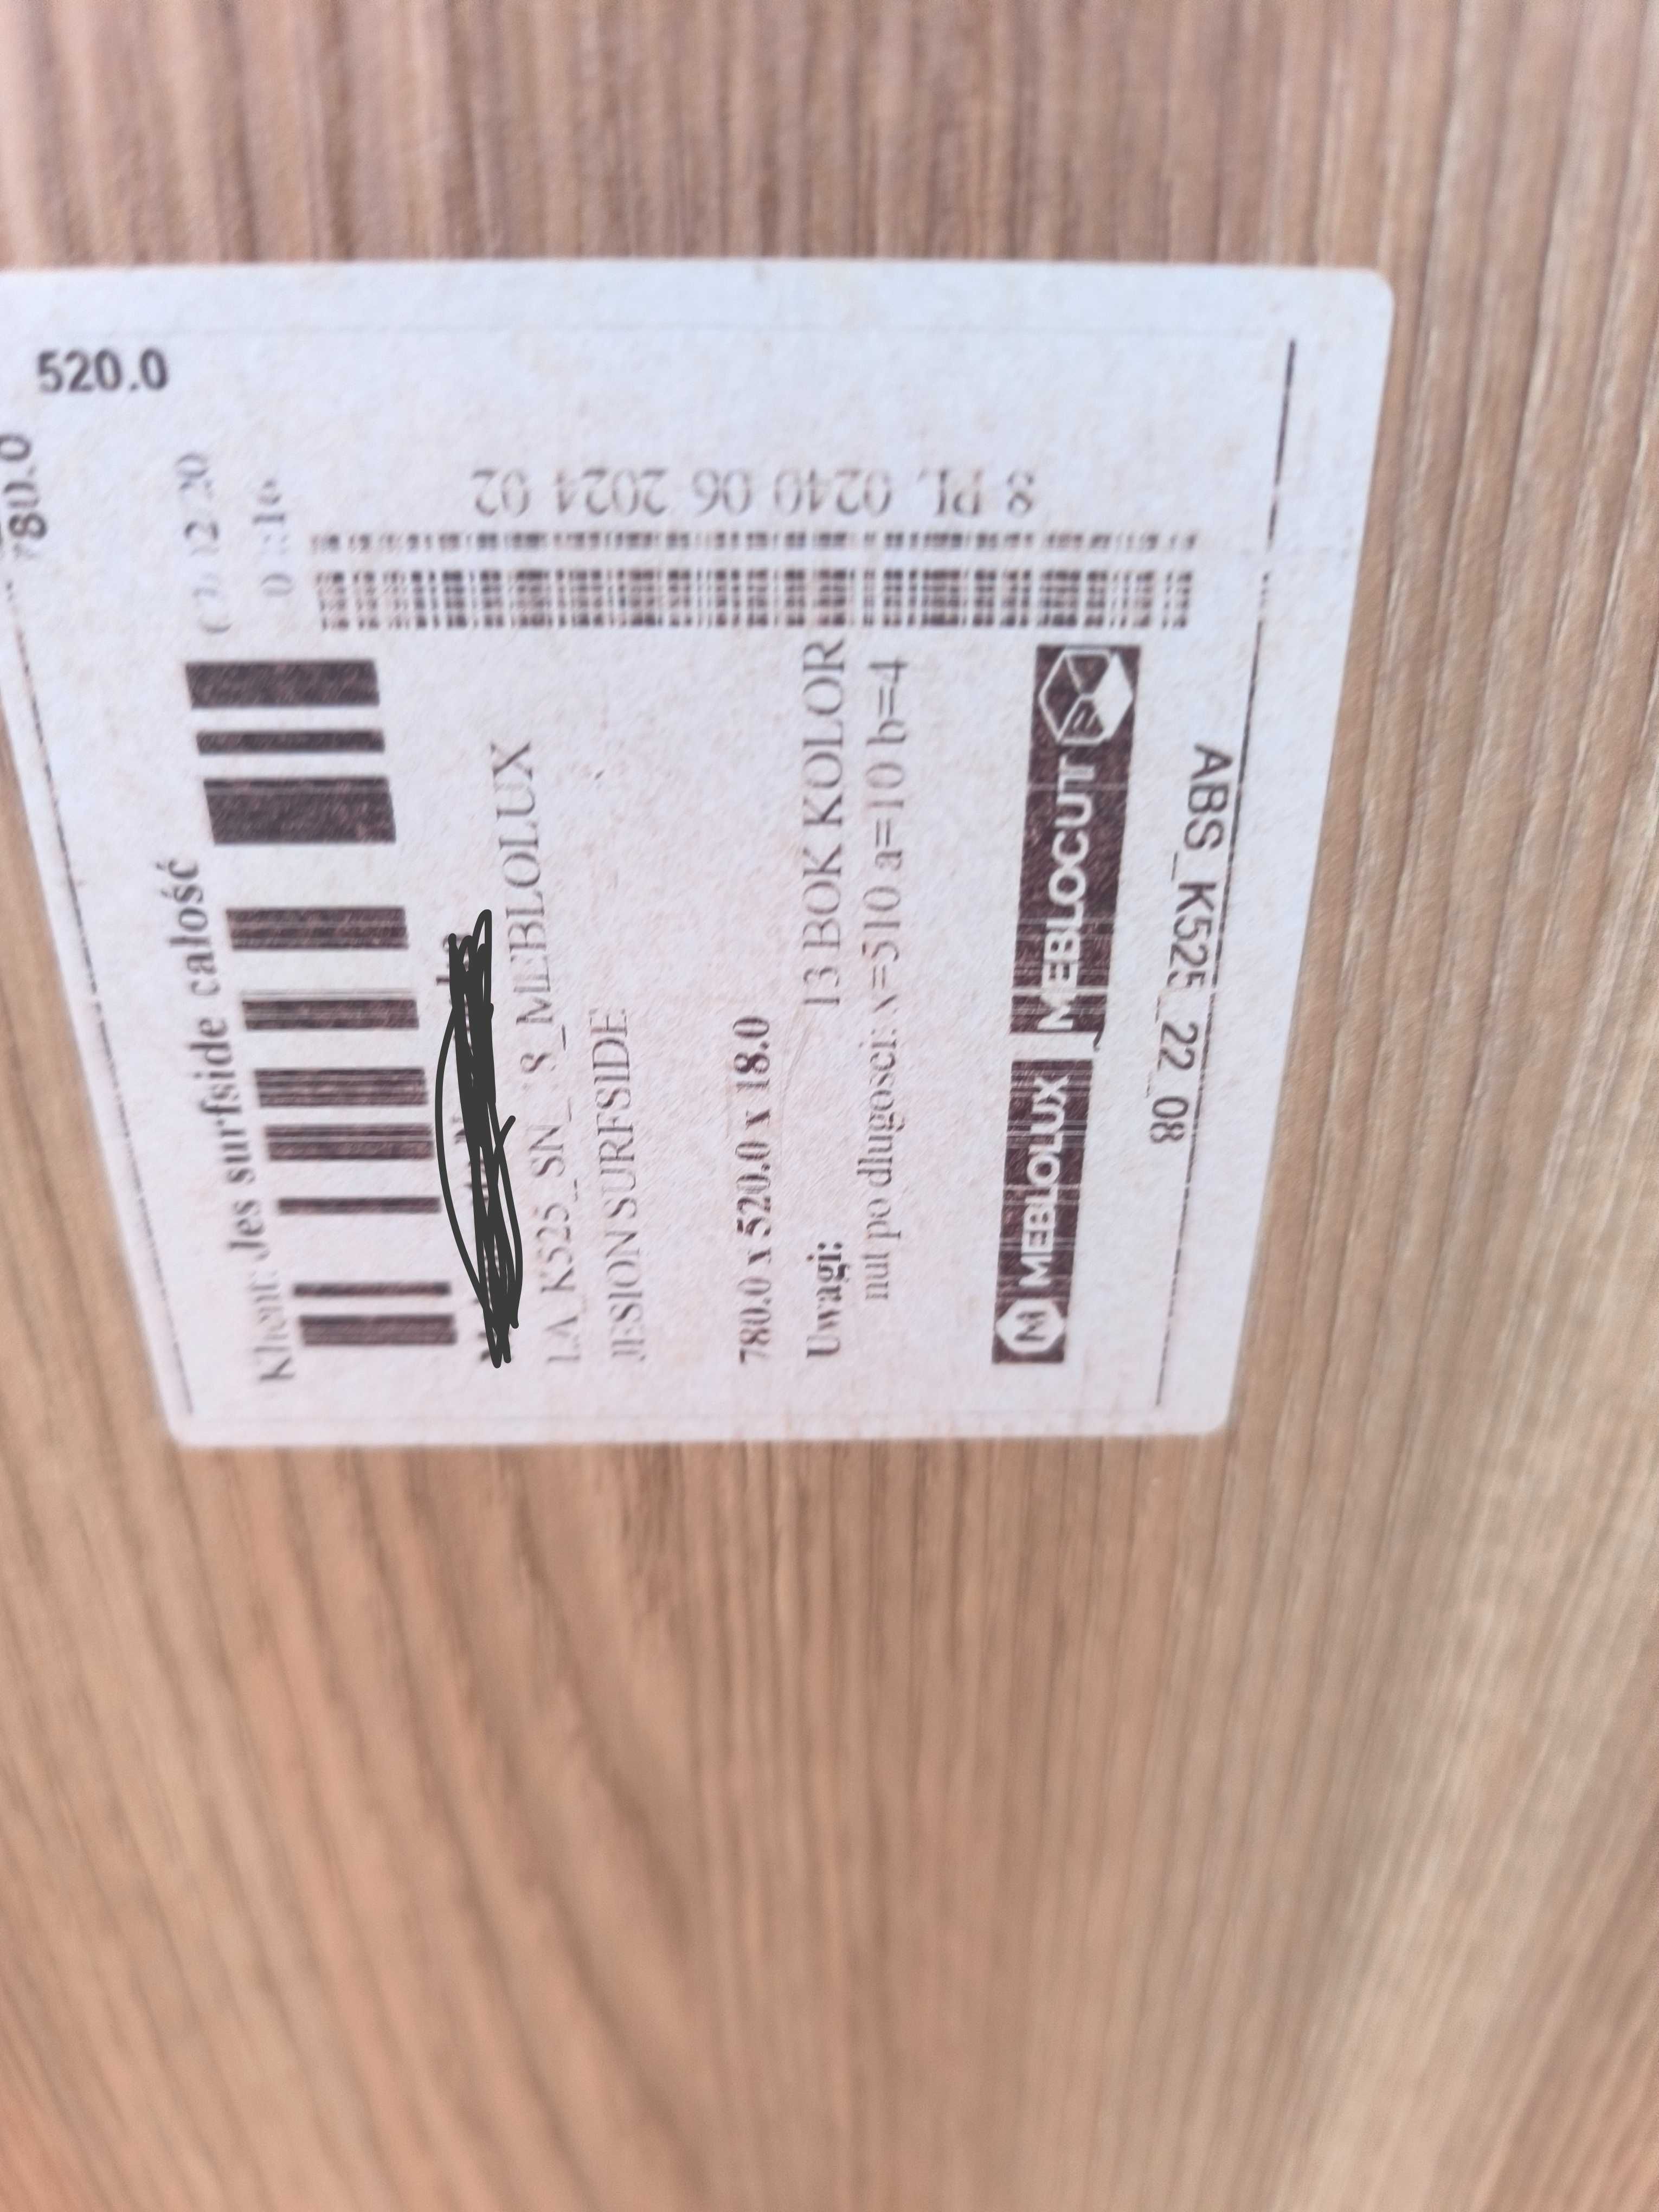 780.0
520.0
Klient: Jes surfside całość
LA_K525_SN_18_MEBLOLUX
JESION SURFSIDE
780.0 x 520.0 x 18.0
Uwagi: 13 BOK KOLOR
nut po dlugosci: x=510 a=10 b=4
M MEBLOLUX MEBLOCUT
8 PL 0240 06 2024 02
ABS_K525_22_08